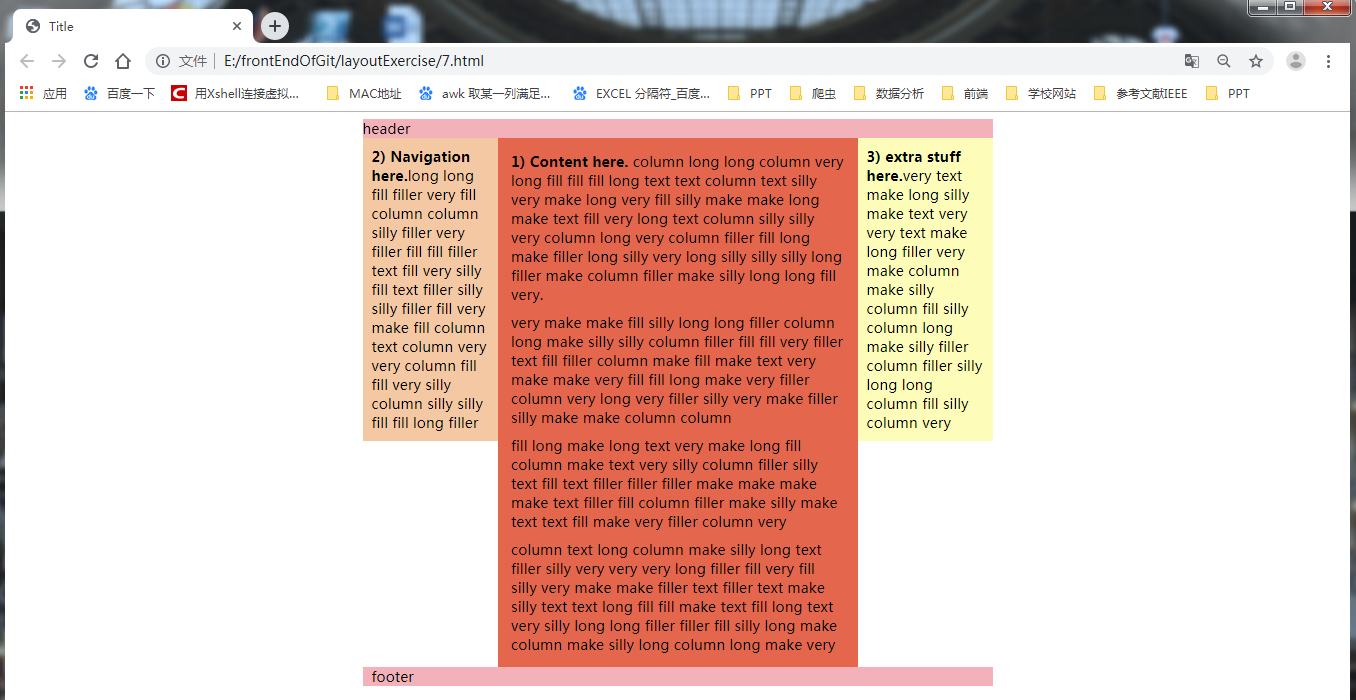 Title
文件 E:/frontEndOfGit/layoutExercise/7.html
应用 百度一下 用Xshell连接虚拟... MAC地址 awk 取某一列满足... EXCEL 分隔符_百度... PPT 爬虫 数据分析 前端 学校网站 参考文献IEEE PPT
header
2) Navigation
here.long long
fill filler very fill
column column
silly filler very
filler fill fill filler
text fill very silly
fill text filler silly
silly filler fill very
make fill column
text column very
very column fill
fill very silly
column silly silly
fill fill long filler
1) Content here. column long long column very
long fill fill fill long text text column text silly
very make long very fill silly make make long
make text fill very long text column silly silly
very column long very column filler fill long
make filler long silly very long silly silly silly long
filler make column filler make silly long long fill
very.
very make make fill silly long long filler column
long make silly silly column filler fill fill very filler
text fill filler column make fill make text very
make make very fill fill long make very filler
column very long very filler silly very make filler
silly make make column column
fill long make long text very make long fill
column make text very silly column filler silly
text fill text filler filler filler make make make
make text filler fill column filler make silly make
text text fill make very filler column very
column text long column make silly long text
filler silly very very very long filler fill very fill
silly very make make filler text filler text make
silly text text long fill fill make text fill long text
very silly long long filler filler fill silly long make
column make silly long column long make very
3) extra stuff
here.very text
make long silly
make text very
very text make
long filler very
make column
make silly
column fill silly
column long
make silly filler
column filler silly
long long
column fill silly
column very
footer